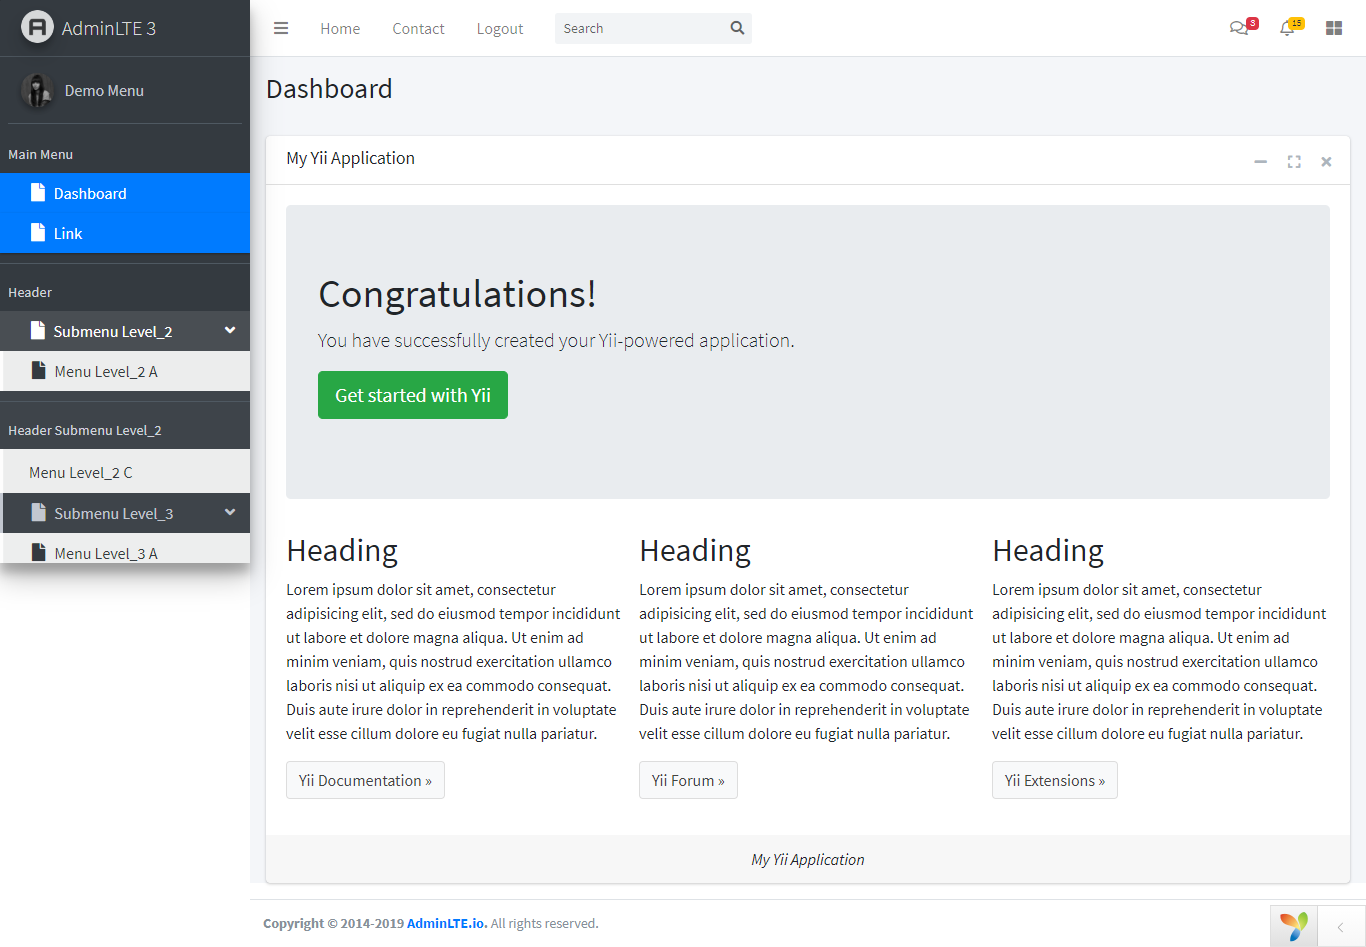 AdminLTE 3
Home
Contact
Logout
Search
3
15
Demo Menu
Main Menu
Dashboard
Link
Header
Submenu Level_2
Menu Level_2 A
Header Submenu Level_2
Menu Level_2 C
Submenu Level_3
Menu Level_3 A
Dashboard
My Yii Application
Congratulations!
You have successfully created your Yii-powered application.
Get started with Yii
Heading
Lorem ipsum dolor sit amet, consectetur
adipisicing elit, sed do eiusmod tempor incididunt
ut labore et dolore magna aliqua. Ut enim ad
minim veniam, quis nostrud exercitation ullamco
laboris nisi ut aliquip ex ea commodo consequat.
Duis aute irure dolor in reprehenderit in voluptate
velit esse cillum dolore eu fugiat nulla pariatur.
Yii Documentation »
Heading
Lorem ipsum dolor sit amet, consectetur
adipisicing elit, sed do eiusmod tempor incididunt
ut labore et dolore magna aliqua. Ut enim ad
minim veniam, quis nostrud exercitation ullamco
laboris nisi ut aliquip ex ea commodo consequat.
Duis aute irure dolor in reprehenderit in voluptate
velit esse cillum dolore eu fugiat nulla pariatur.
Yii Forum »
Heading
Lorem ipsum dolor sit amet, consectetur
adipisicing elit, sed do eiusmod tempor incididunt
ut labore et dolore magna aliqua. Ut enim ad
minim veniam, quis nostrud exercitation ullamco
laboris nisi ut aliquip ex ea commodo consequat.
Duis aute irure dolor in reprehenderit in voluptate
velit esse cillum dolore eu fugiat nulla pariatur.
Yii Extensions »
My Yii Application
Copyright © 2014-2019 AdminLTE.io. All rights reserved.